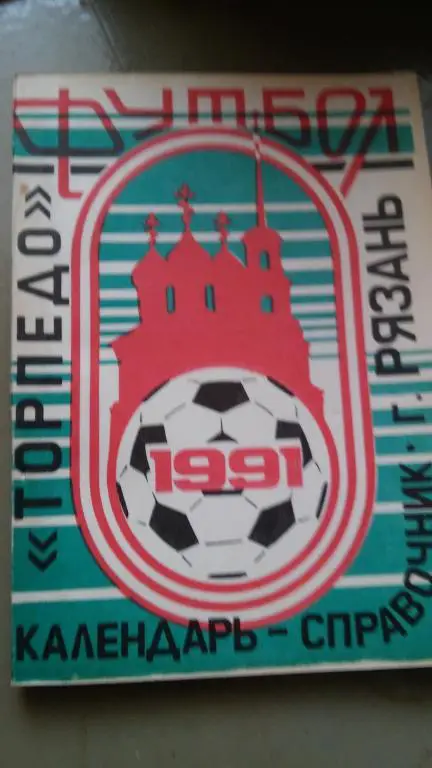 ФУТБОЛ
«ТОРПЕДО»
1991
КАЛЕНДАРЬ - СПРАВОЧНИК · г. РЯЗАНЬ